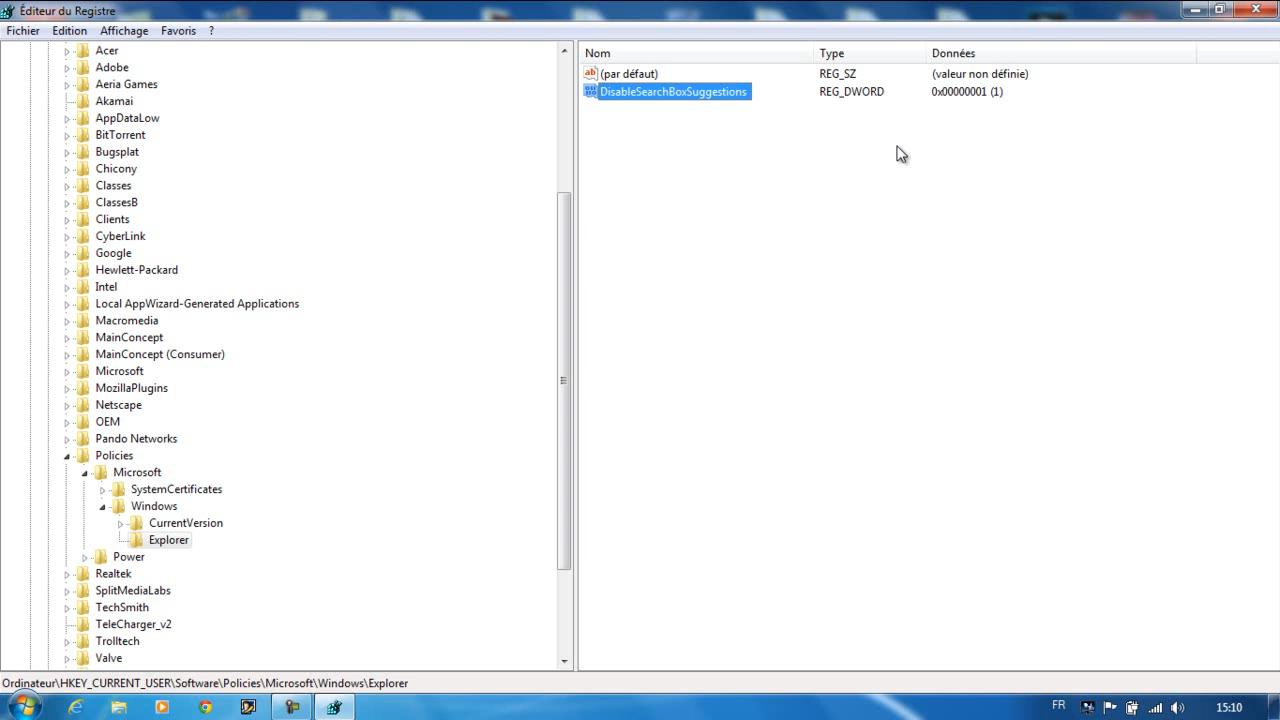 Éditeur du Registre
Fichier Edition Affichage Favoris ?
Acer
Adobe
Aeria Games
Akamai
AppDataLow
BitTorrent
Bugsplat
Chicony
Classes
ClassesB
Clients
CyberLink
Google
Hewlett-Packard
Intel
Local AppWizard-Generated Applications
Macromedia
MainConcept
MainConcept (Consumer)
Microsoft
MozillaPlugins
Netscape
OEM
Pando Networks
Policies
Microsoft
SystemCertificates
Windows
CurrentVersion
Explorer
Power
Realtek
SplitMediaLabs
TechSmith
TeleCharger_v2
Trolltech
Valve
Nom Type Données
ab (par défaut) REG_SZ (valeur non définie)
DisableSearchBoxSuggestions REG_DWORD 0x00000001 (1)
Ordinateur\HKEY_CURRENT_USER\Software\Policies\Microsoft\Windows\Explorer
FR 15:10